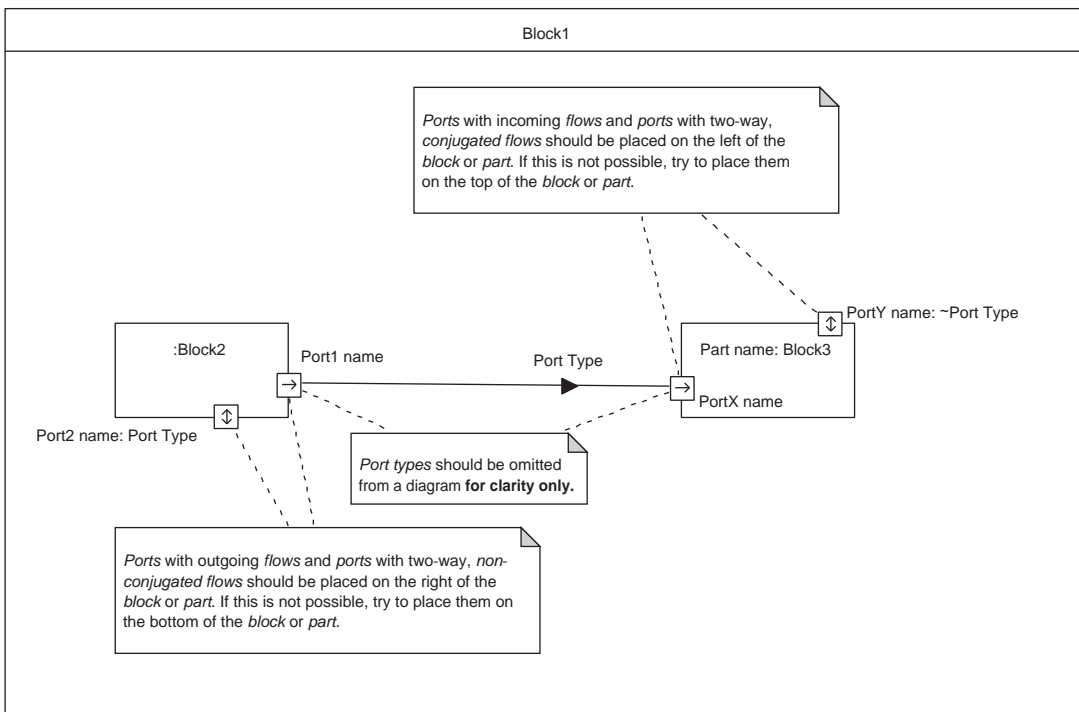 Block1
Ports with incoming flows and ports with two-way,
conjugated flows should be placed on the left of the
block or part. If this is not possible, try to place them
on the top of the block or part.
PortY name: ~Port Type
:Block2
Port1 name
Port Type
Part name: Block3
PortX name
Port2 name: Port Type
Port types should be omitted
from a diagram for clarity only.
Ports with outgoing flows and ports with two-way, non-
conjugated flows should be placed on the right of the
block or part. If this is not possible, try to place them on
the bottom of the block or part.